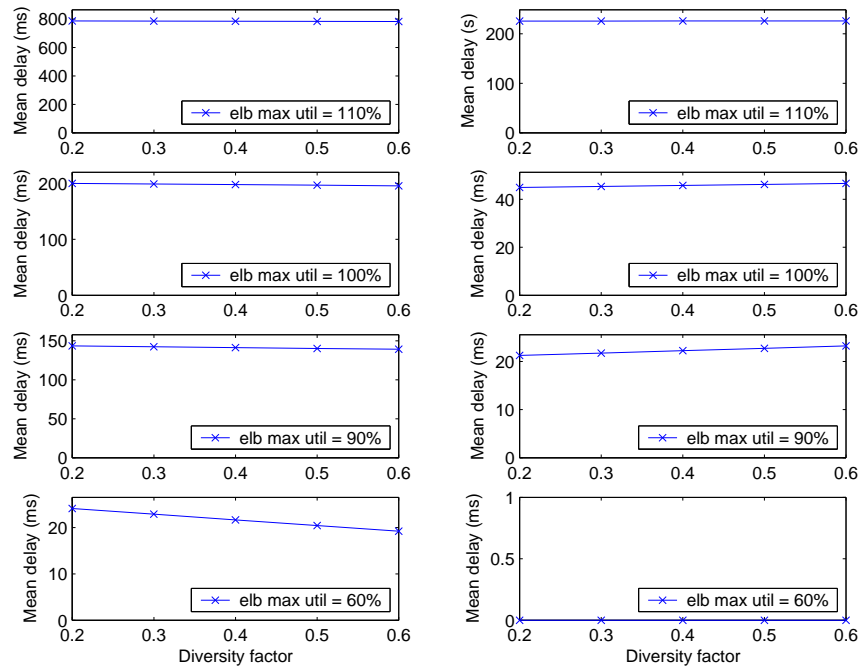 800
600
400
200
0
Mean delay (ms)
elb max util = 110%
0.2 0.3 0.4 0.5 0.6
200
100
0
Mean delay (s)
elb max util = 110%
0.2 0.3 0.4 0.5 0.6
200
100
0
Mean delay (ms)
elb max util = 100%
0.2 0.3 0.4 0.5 0.6
40
20
0
Mean delay (ms)
elb max util = 100%
0.2 0.3 0.4 0.5 0.6
150
100
50
0
Mean delay (ms)
elb max util = 90%
0.2 0.3 0.4 0.5 0.6
20
10
0
Mean delay (ms)
elb max util = 90%
0.2 0.3 0.4 0.5 0.6
20
10
0
Mean delay (ms)
elb max util = 60%
0.2 0.3 0.4 0.5 0.6
Diversity factor
1
0.5
0
Mean delay (ms)
elb max util = 60%
0.2 0.3 0.4 0.5 0.6
Diversity factor